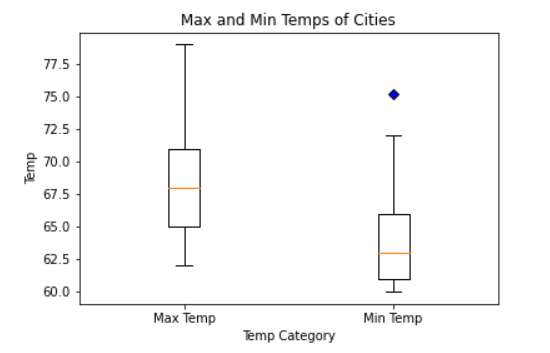 Max and Min Temps of Cities
77.5
75.0
72.5
70.0
67.5
65.0
62.5
60.0
Temp
Max Temp Min Temp
Temp Category